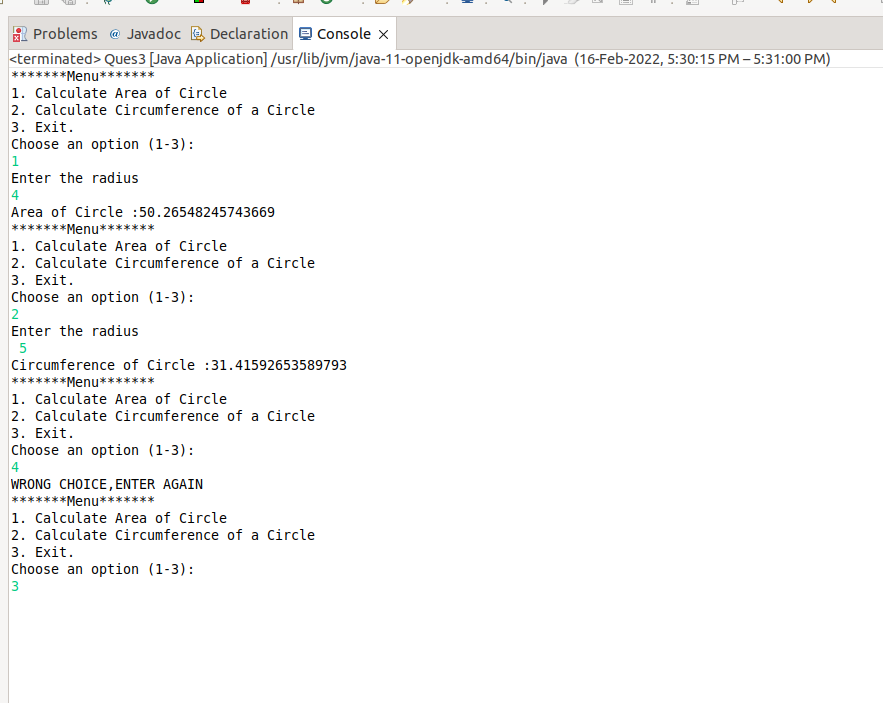 Problems @ Javadoc Declaration Console
<terminated> Ques3 [Java Application] /usr/lib/jvm/java-11-openjdk-amd64/bin/java (16-Feb-2022, 5:30:15 PM – 5:31:00 PM)
*******Menu*******
1. Calculate Area of Circle
2. Calculate Circumference of a Circle
3. Exit.
Choose an option (1-3):
1
Enter the radius
4
Area of Circle :50.26548245743669
*******Menu*******
1. Calculate Area of Circle
2. Calculate Circumference of a Circle
3. Exit.
Choose an option (1-3):
2
Enter the radius
 5
Circumference of Circle :31.41592653589793
*******Menu*******
1. Calculate Area of Circle
2. Calculate Circumference of a Circle
3. Exit.
Choose an option (1-3):
4
WRONG CHOICE,ENTER AGAIN
*******Menu*******
1. Calculate Area of Circle
2. Calculate Circumference of a Circle
3. Exit.
Choose an option (1-3):
3